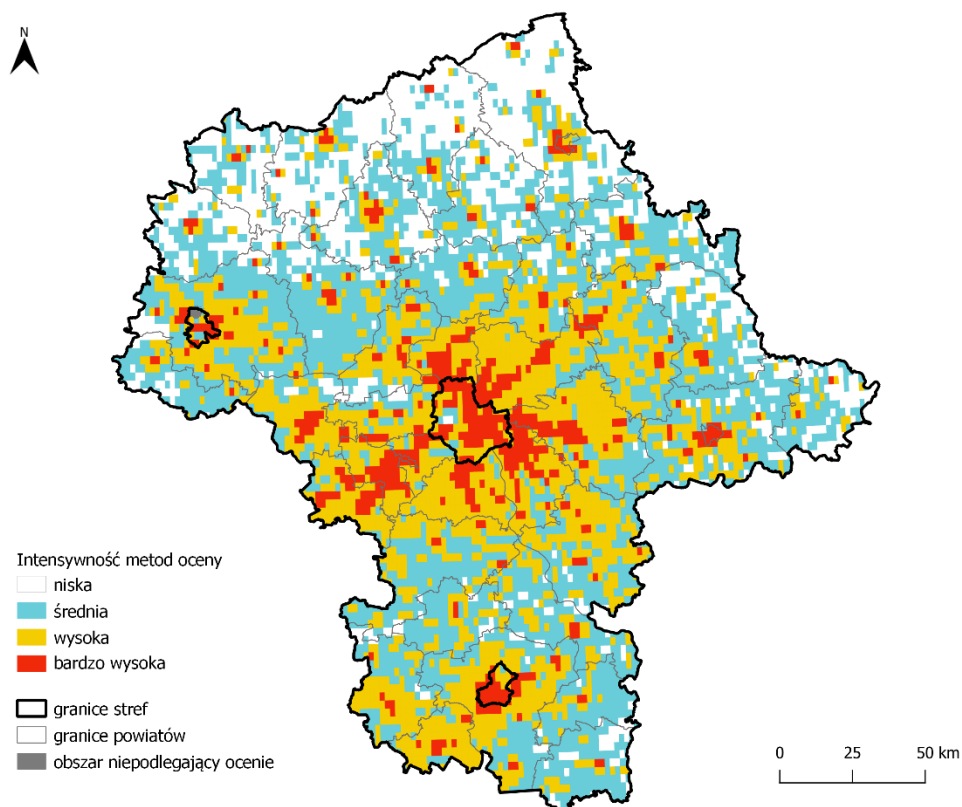 N
Intensywność metod oceny
niska
średnia
wysoka
bardzo wysoka
granice stref
granice powiatów
obszar niepodlegający ocenie
0 25 50 km